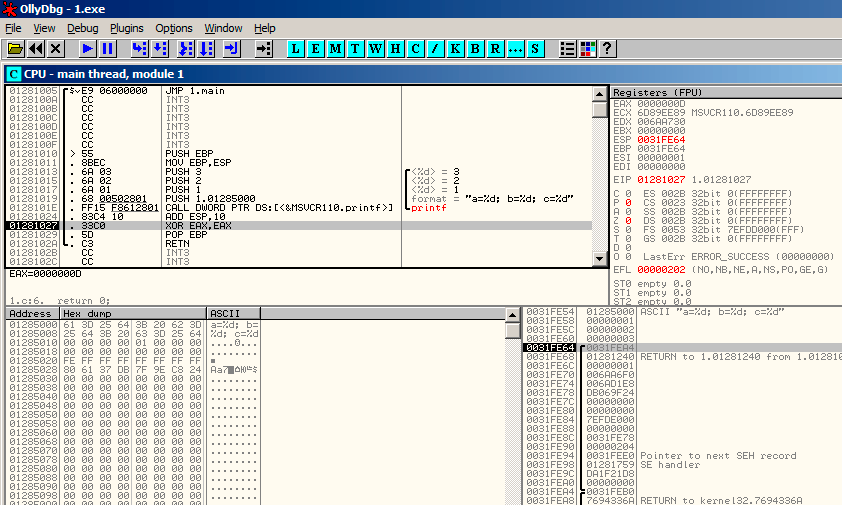 OllyDbg - 1.exe
File View Debug Plugins Options Window Help
L E M T W H C / K B R ... S ?
C CPU - main thread, module 1
01281005 $ E9 06000000 JMP 1.main
0128100A CC INT3
0128100B CC INT3
0128100C CC INT3
0128100D CC INT3
0128100E CC INT3
0128100F CC INT3
01281010 > 55 PUSH EBP
01281011 . 8BEC MOV EBP,ESP
01281013 . 6A 03 PUSH 3 <%d> = 3
01281015 . 6A 02 PUSH 2 <%d> = 2
01281017 . 6A 01 PUSH 1 <%d> = 1
01281019 . 68 00502801 PUSH 1.01285000 format = "a=%d; b=%d; c=%d"
0128101E . FF15 F8612801 CALL DWORD PTR DS:[<&MSVCR110.printf>] printf
01281024 . 83C4 10 ADD ESP,10
01281027 . 33C0 XOR EAX,EAX
01281029 . 5D POP EBP
0128102A . C3 RETN
INT3
EAX=0000000D
1.c:6. return 0;
Registers (FPU)
EAX 0000000D
ECX 6D89EE89 MSVCR110.6D89EE89
EDX 006AA730
EBX 00000000
ESP 0031FE64
EBP 0031FE64
ESI 00000001
EDI 00000000
EIP 01281027 1.01281027
C 0 ES 002B 32bit 0(FFFFFFFF)
P 0 CS 0023 32bit 0(FFFFFFFF)
A 0 SS 002B 32bit 0(FFFFFFFF)
Z 0 DS 002B 32bit 0(FFFFFFFF)
S 0 FS 0053 32bit 7EFDD000(FFF)
T 0 GS 002B 32bit 0(FFFFFFFF)
D 0
O 0 LastErr ERROR_SUCCESS (00000000)
EFL 00000202 (NO,NB,NE,A,NS,PO,GE,G)
ST0 empty 0.0
ST1 empty 0.0
ST2 empty 0.0
Address Hex dump ASCII
01285000 61 3D 25 64 3B 20 62 3D a=%d; b=
01285008 25 64 3B 20 63 3D 25 64 %d; c=%d
01285010 00 00 00 00 01 00 00 00
01285018 00 00 00 00 00 00 00 00 ........
01285020 FE FF FF FF FF FF FF FF
01285028 80 61 37 DB 7F 9E C8 24
01285030 00 00 00 00 00 00 00 00 ........
01285038 00 00 00 00 00 00 00 00 ........
01285040 00 00 00 00 00 00 00 00 ........
01285048 00 00 00 00 00 00 00 00 ........
01285050 00 00 00 00 00 00 00 00 ........
01285058 00 00 00 00 00 00 00 00 ........
01285060 00 00 00 00 00 00 00 00 ........
01285068 00 00 00 00 00 00 00 00 ........
01285070 00 00 00 00 00 00 00 00 ........
01285078 00 00 00 00 00 00 00 00 ........
01285080 00 00 00 00 00 00 00 00 ........
01285088 00 00 00 00 00 00 00 00 ........
01285090 00 00 00 00 00 00 00 00 ........
01285098 00 00 00 00 00 00 00 00 ........
0031FE54 01285000 ASCII "a=%d; b=%d; c=%d"
0031FE58 00000001
0031FE5C 00000002
0031FE60 00000003
0031FE64 0031FEA4
0031FE68 01281240 RETURN to 1.01281240 from 1.012810
0031FE6C 00000001
0031FE70 006AA6F0
0031FE74 006AD1E8
0031FE78 DB069F24
0031FE7C 00000000
0031FE80 00000000
0031FE84 7EFDE000
0031FE88 00000000
0031FE8C 0031FE78
0031FE90 00000204
0031FE94 0031FEE0 Pointer to next SEH record
0031FE98 01281759 SE handler
0031FE9C DA1F21D8
0031FEA0 00000000
0031FEA4 0031FEB0
0031FEA8 7694336A RETURN to kernel32.7694336A